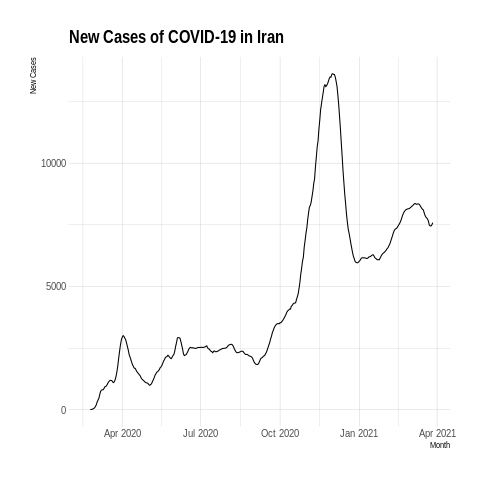 New Cases of COVID-19 in Iran
New Cases
10000
5000
0
Apr 2020
Jul 2020
Oct 2020
Jan 2021
Apr 2021
Month